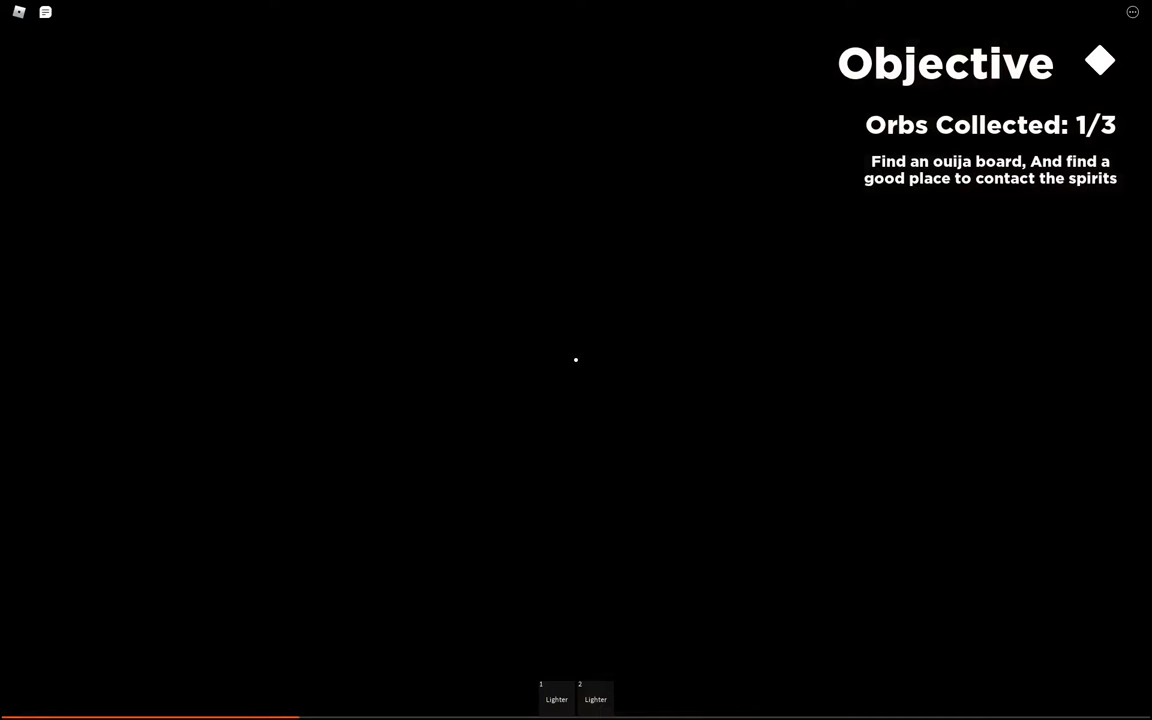 Objective
Orbs Collected: 1/3
Find an ouija board, And find a
good place to contact the spirits
1
Lighter
2
Lighter